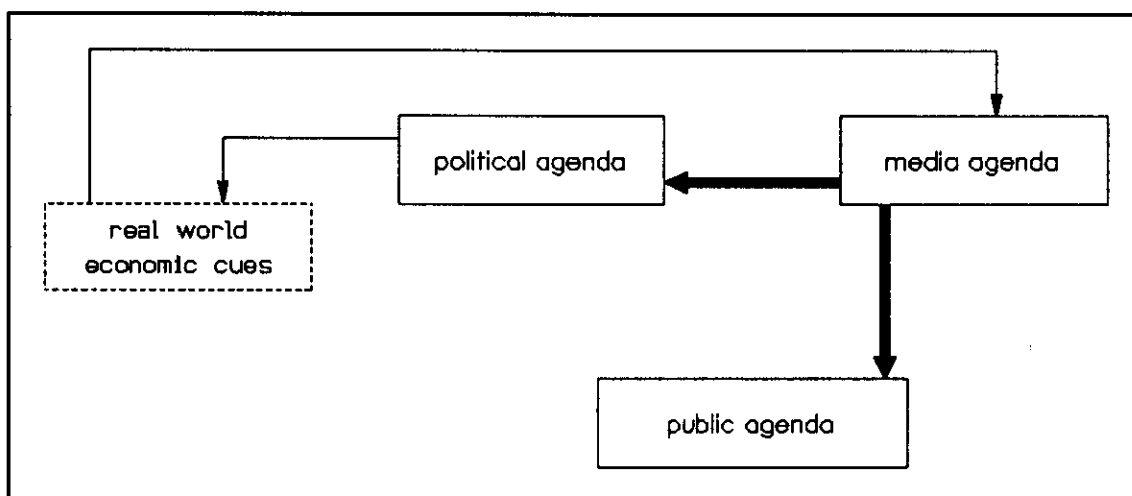 political agenda
media agenda
real world
economic cues
public agenda